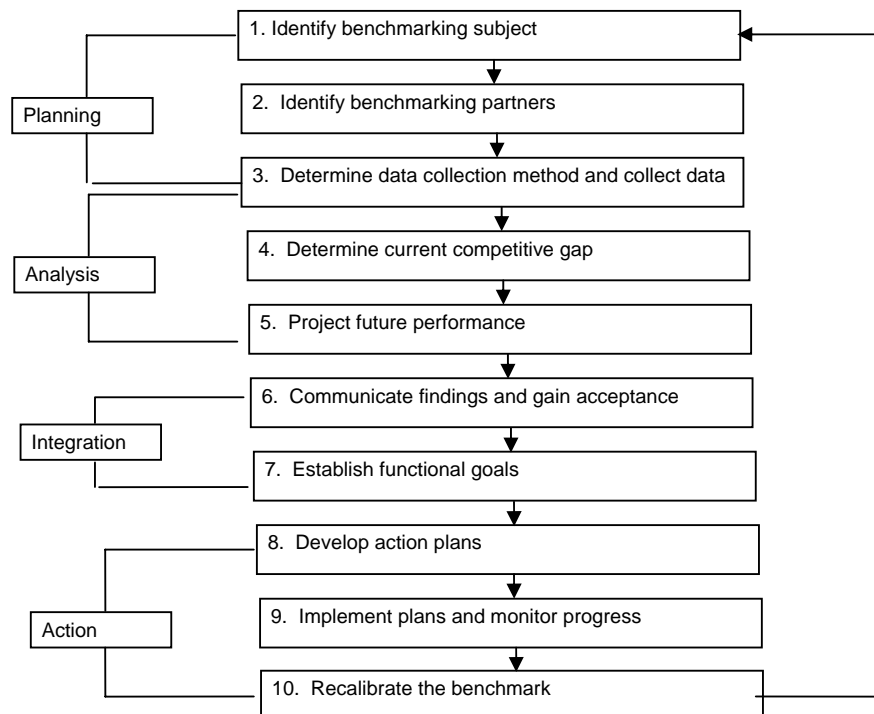 1. Identify benchmarking subject
2. Identify benchmarking partners
Planning
3. Determine data collection method and collect data
4. Determine current competitive gap
Analysis
5. Project future performance
6. Communicate findings and gain acceptance
Integration
7. Establish functional goals
8. Develop action plans
9. Implement plans and monitor progress
Action
10. Recalibrate the benchmark